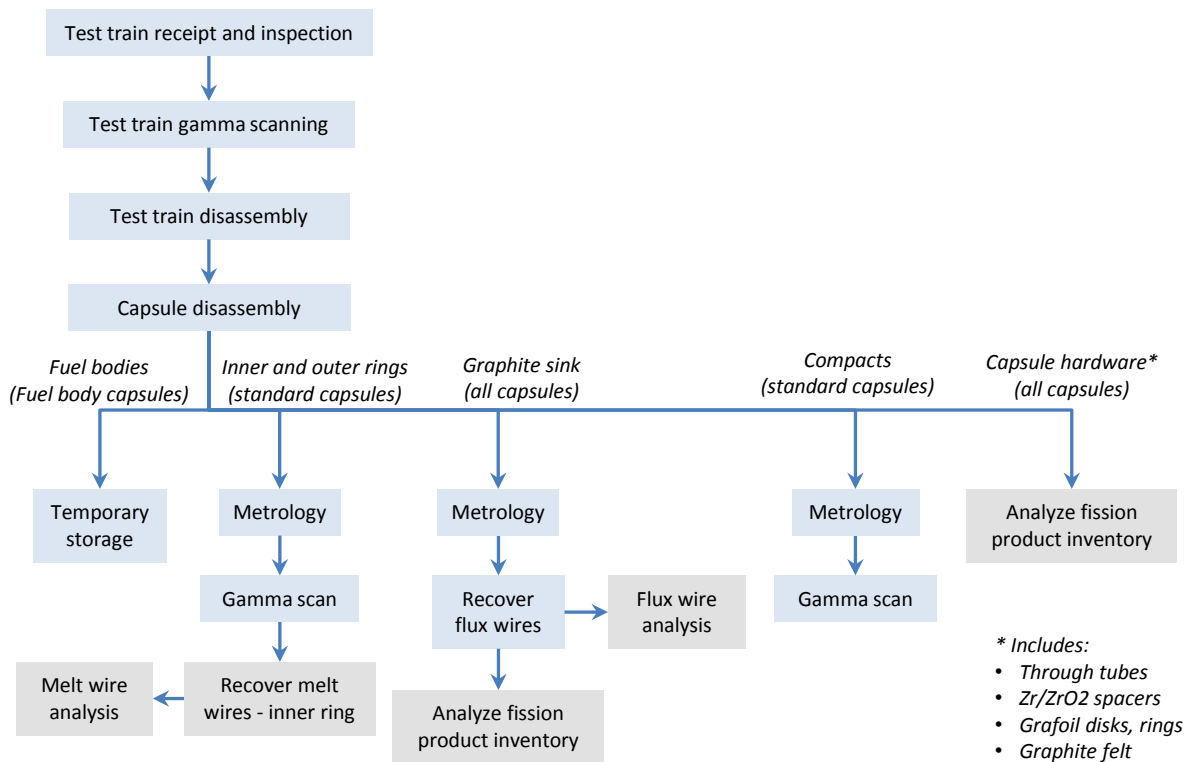 Test train receipt and inspection
Test train gamma scanning
Test train disassembly
Capsule disassembly
Fuel bodies
(Fuel body capsules)
Inner and outer rings
(standard capsules)
Graphite sink
(all capsules)
Compacts
(standard capsules)
Capsule hardware*
(all capsules)
Temporary
storage
Metrology
Metrology
Metrology
Analyze fission
product inventory
Gamma scan
Recover
flux wires
Flux wire
analysis
Gamma scan
Melt wire
analysis
Recover melt
wires - inner ring
Analyze fission
product inventory
* Includes:
• Through tubes
• Zr/ZrO2 spacers
• Grafoil disks, rings
• Graphite felt